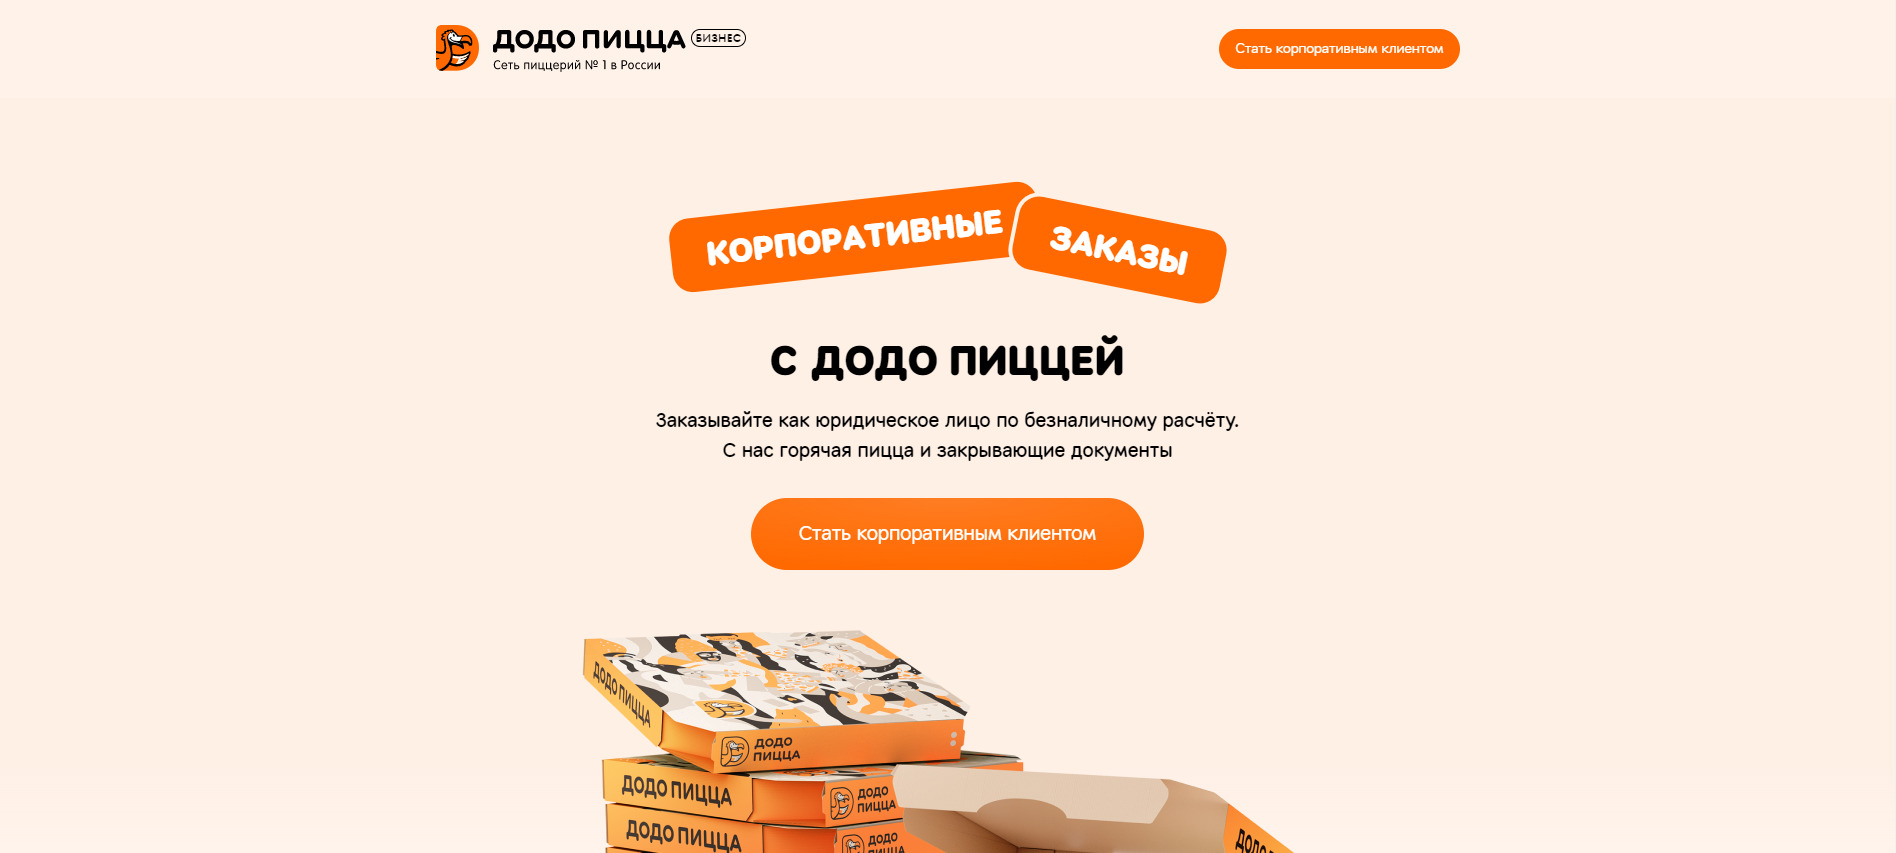 ДОДО ПИЦЦА БИЗНЕС
Сеть пиццерий № 1 в России
Стать корпоративным клиентом
КОРПОРАТИВНЫЕ ЗАКАЗЫ
С ДОДО ПИЦЦЕЙ
Заказывайте как юридическое лицо по безналичному расчёту.
С нас горячая пицца и закрывающие документы
Стать корпоративным клиентом
ДОДО ПИЦЦА
ДОДО
ПИЦЦА
ДОДО ПИЦЦА
ДОДО
ПИЦЦА
ДОДО ПИЦЦА
ДОДО
ПИЦЦА
ДОДО